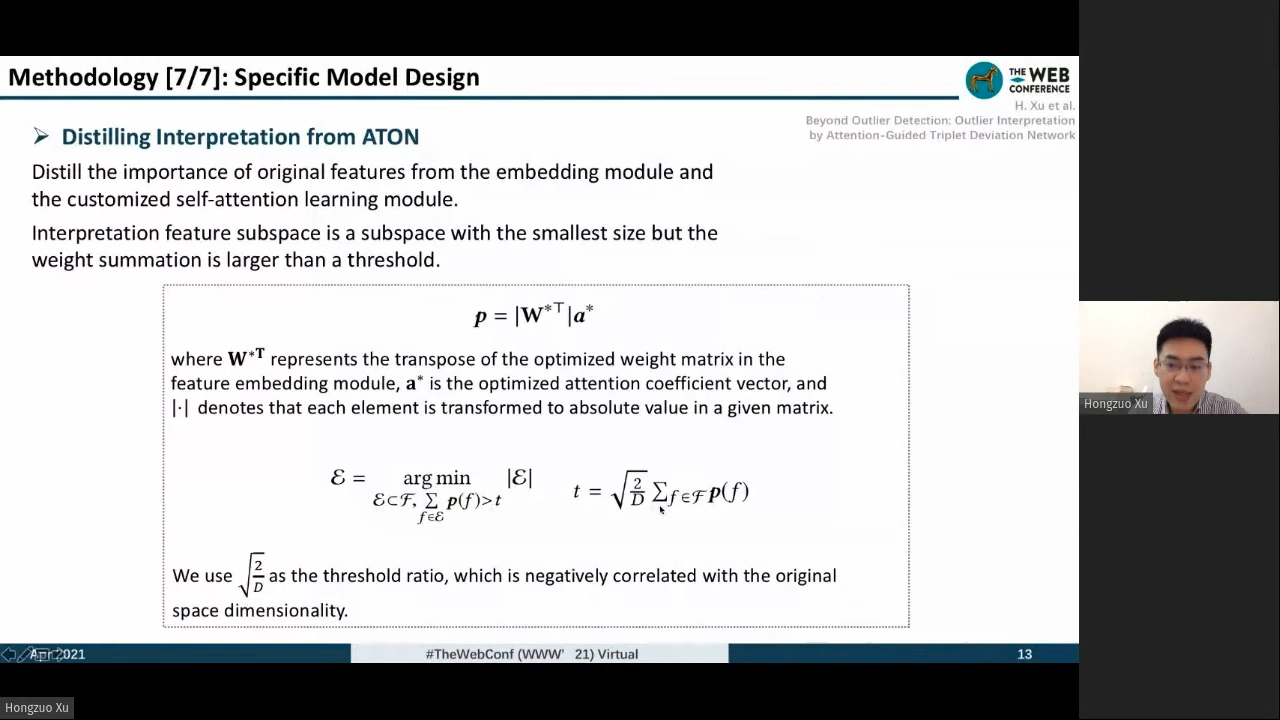 Methodology [7/7]: Specific Model Design
THE WEB
CONFERENCE
H. Xu et al.
Beyond Outlier Detection: Outlier Interpretation
by Attention-Guided Triplet Deviation Network
➢ Distilling Interpretation from ATON
Distill the importance of original features from the embedding module and
the customized self-attention learning module.
Interpretation feature subspace is a subspace with the smallest size but the
weight summation is larger than a threshold.
p = |W*⊤|a*
where W*T represents the transpose of the optimized weight matrix in the
feature embedding module, a* is the optimized attention coefficient vector, and
|·| denotes that each element is transformed to absolute value in a given matrix.
ℰ = arg min |ℰ|
ℰ⊂ℱ, ∑ p(f)>t
f∈ℰ
t = √(2/D) ∑f∈ℱ p(f)
We use √(2/D) as the threshold ratio, which is negatively correlated with the original
space dimensionality.
Apr 2021
#TheWebConf (WWW' 21) Virtual
13
Hongzuo Xu
Hongzuo Xu